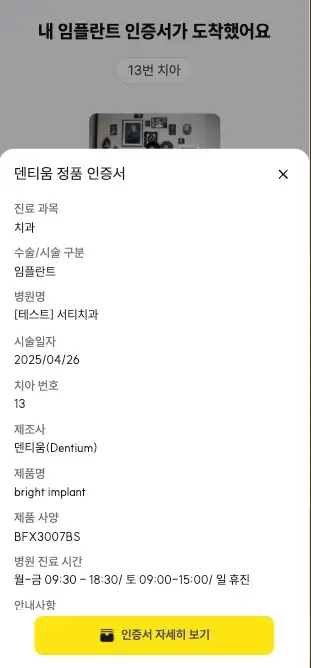 내 임플란트 인증서가 도착했어요
13번 치아
덴티움 정품 인증서
진료 과목
치과
수술/시술 구분
임플란트
병원명
[테스트] 서티치과
시술일자
2025/04/26
치아 번호
13
제조사
덴티움(Dentium)
제품명
bright implant
제품 사양
BFX3007BS
병원 진료 시간
월-금 09:30 - 18:30/ 토 09:00-15:00/ 일 휴진
안내사항
인증서 자세히 보기